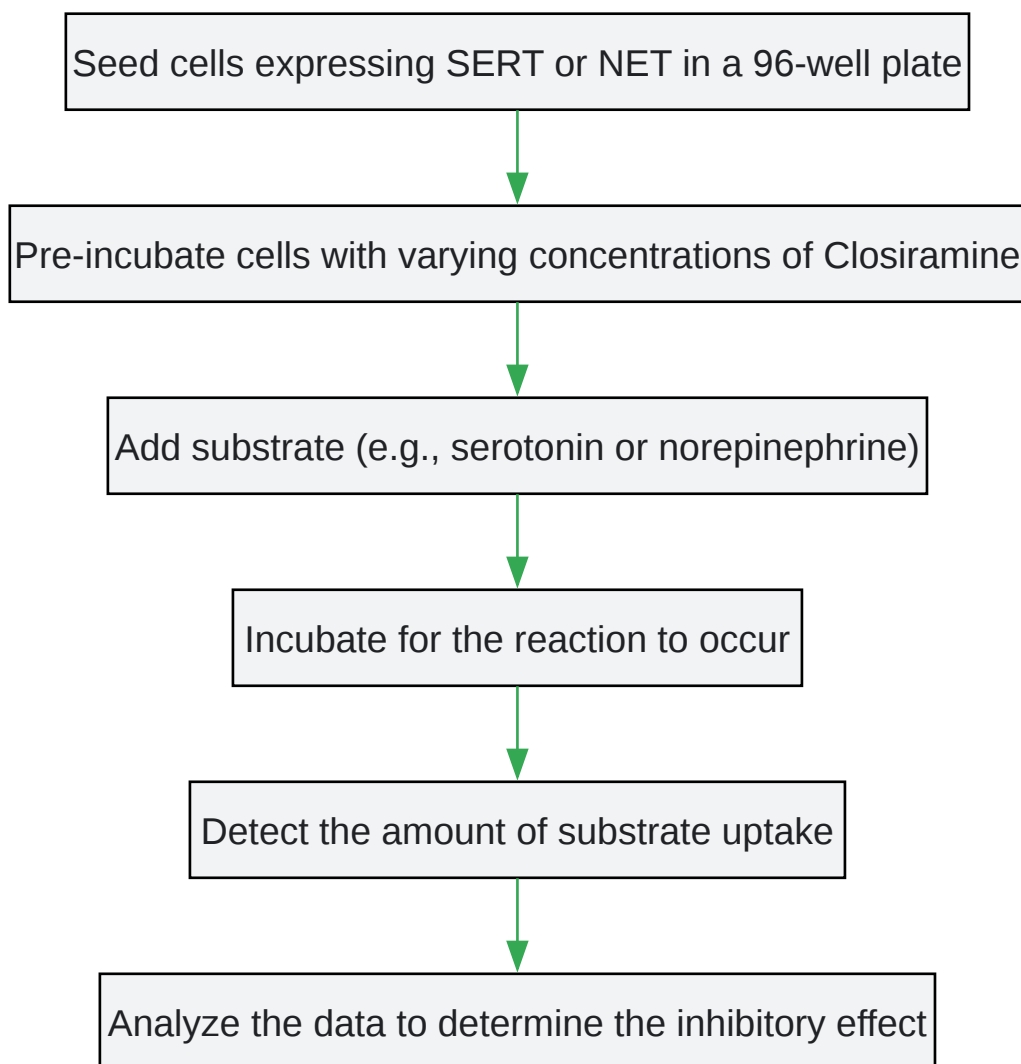 Seed cells expressing SERT or NET in a 96-well plate
Pre-incubate cells with varying concentrations of Closiramine
Add substrate (e.g., serotonin or norepinephrine)
Incubate for the reaction to occur
Detect the amount of substrate uptake
Analyze the data to determine the inhibitory effect